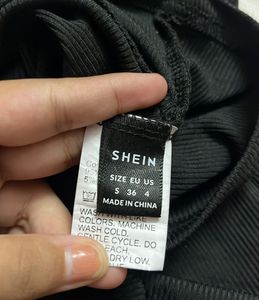 SHEIN
SIZE EU US
S 36 4
MADE IN CHINA
WASH WITH LIKE
COLORS. MACHINE
WASH COLD.
GENTLE CYCLE. DO
DRY LOW.